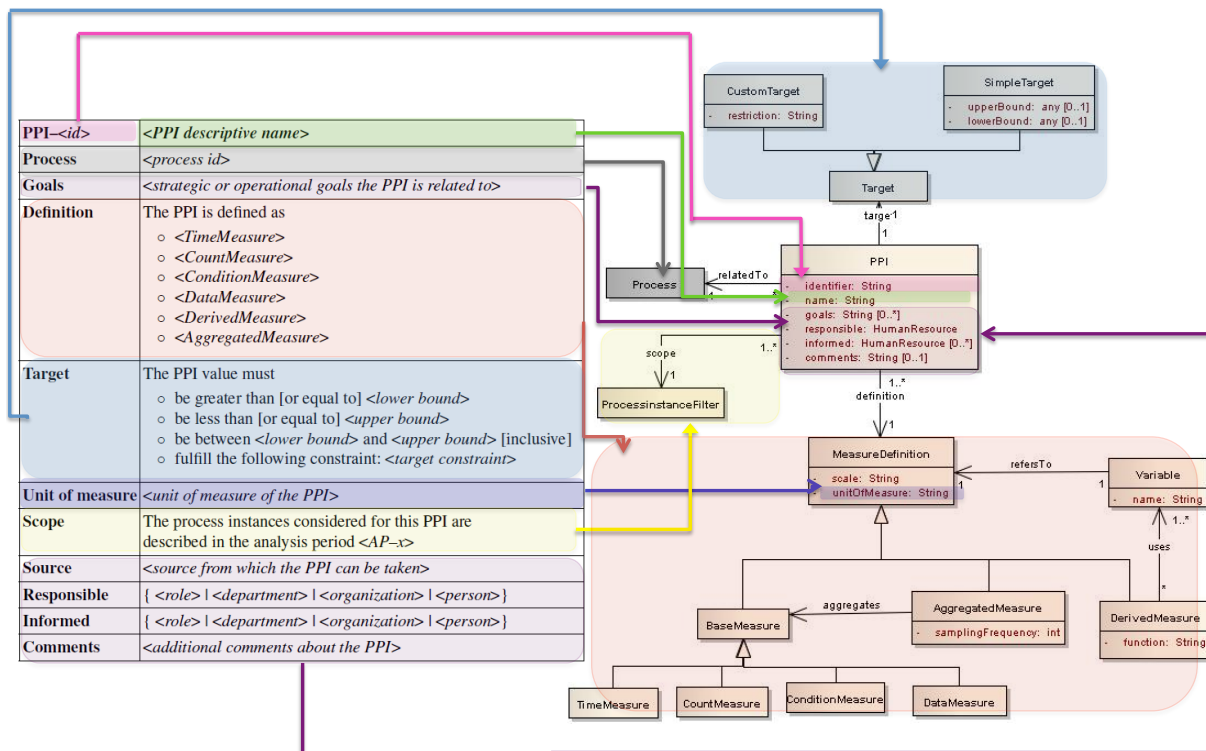 PPI–<id> <PPI descriptive name>
Process <process id>
Goals <strategic or operational goals the PPI is related to>
Definition The PPI is defined as
○ <TimeMeasure>
○ <CountMeasure>
○ <ConditionMeasure>
○ <DataMeasure>
○ <DerivedMeasure>
○ <AggregatedMeasure>
Target The PPI value must
○ be greater than [or equal to] <lower bound>
○ be less than [or equal to] <upper bound>
○ be between <lower bound> and <upper bound> [inclusive]
○ fulfill the following constraint: <target constraint>
Unit of measure <unit of measure of the PPI>
Scope The process instances considered for this PPI are
described in the analysis period <AP–x>
Source <source from which the PPI can be taken>
Responsible { <role> | <department> | <organization> | <person>}
Informed { <role> | <department> | <organization> | <person>}
Comments <additional comments about the PPI>
CustomTarget
- restriction: String
SimpleTarget
- upperBound: any [0..1]
- lowerBound: any [0..1]
Target
targe1
1
PPI
- identifier: String
- name: String
- goals: String [0..*]
- responsible: HumanResource
- informed: HumanResource [0..*]
- comments: String [0..1]
relatedTo
1 *
Process
1..*
scope
1
ProcessinstanceFilter
1..*
definition
1
MeasureDefinition
- scale: String
- unitOfMeasure: String
refersTo
1 1
Variable
- name: String
1..*
uses
*
aggregates
BaseMeasure
AggregatedMeasure
- samplingFrequency: int
DerivedMeasure
- function: String
TimeMeasure
CountMeasure
ConditionMeasure
DataMeasure